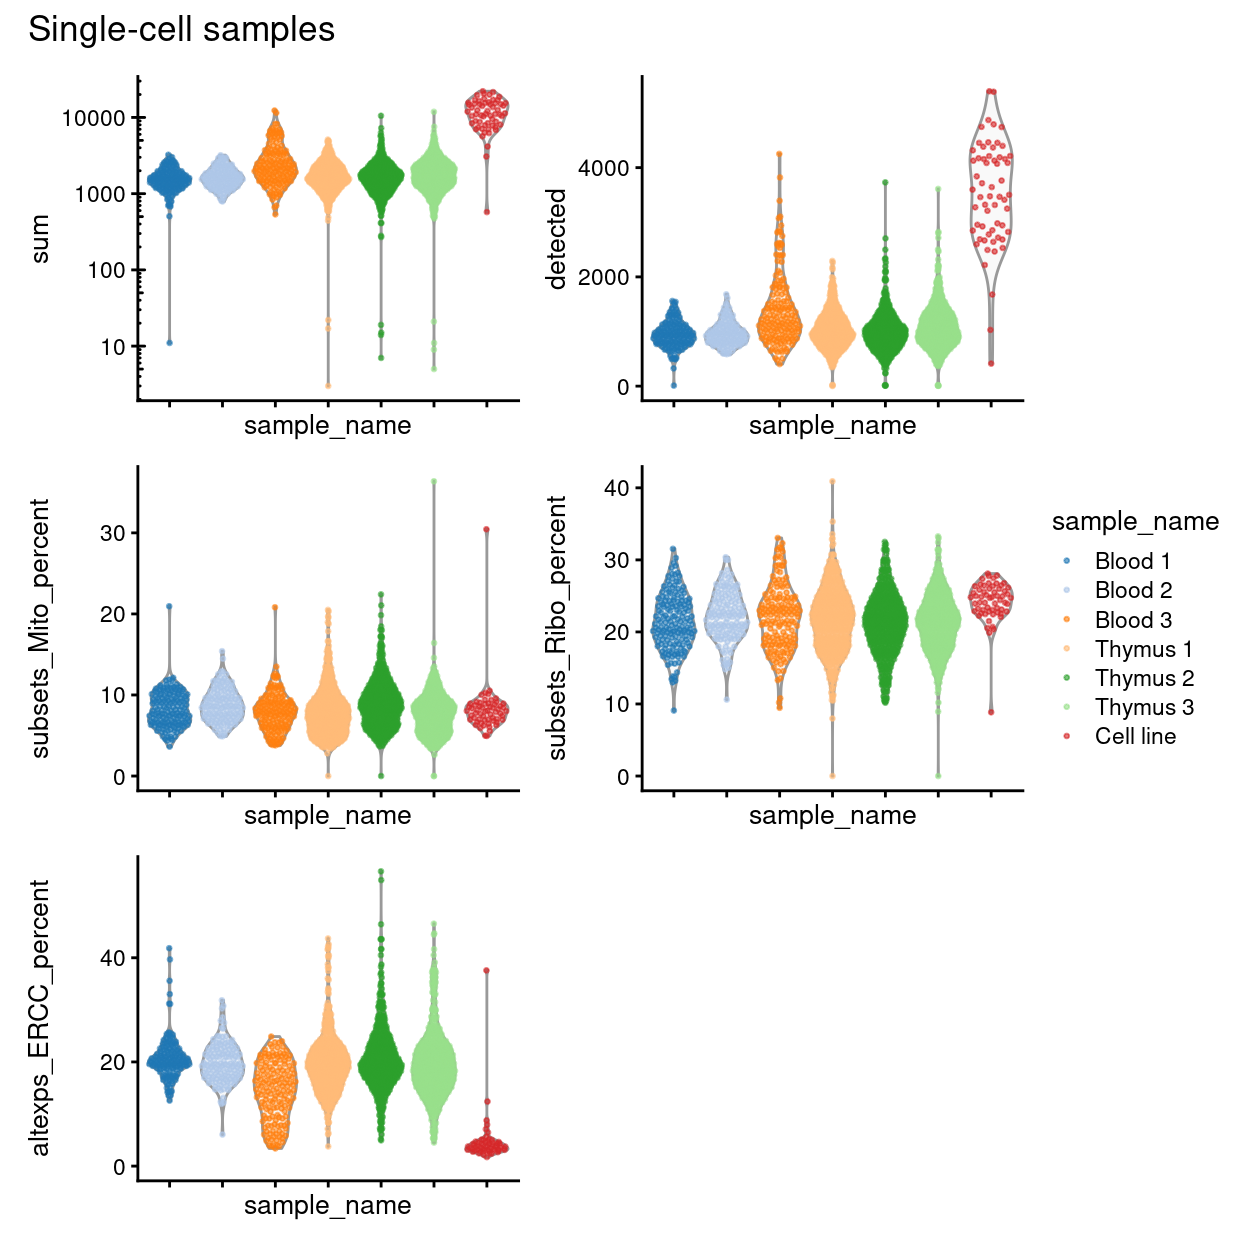 Single-cell samples
sum
10000
1000
100
10
sample_name
detected
4000
2000
0
sample_name
subsets_Mito_percent
30
20
10
0
sample_name
subsets_Ribo_percent
40
30
20
10
0
sample_name
sample_name
Blood 1
Blood 2
Blood 3
Thymus 1
Thymus 2
Thymus 3
Cell line
altexps_ERCC_percent
40
20
0
sample_name